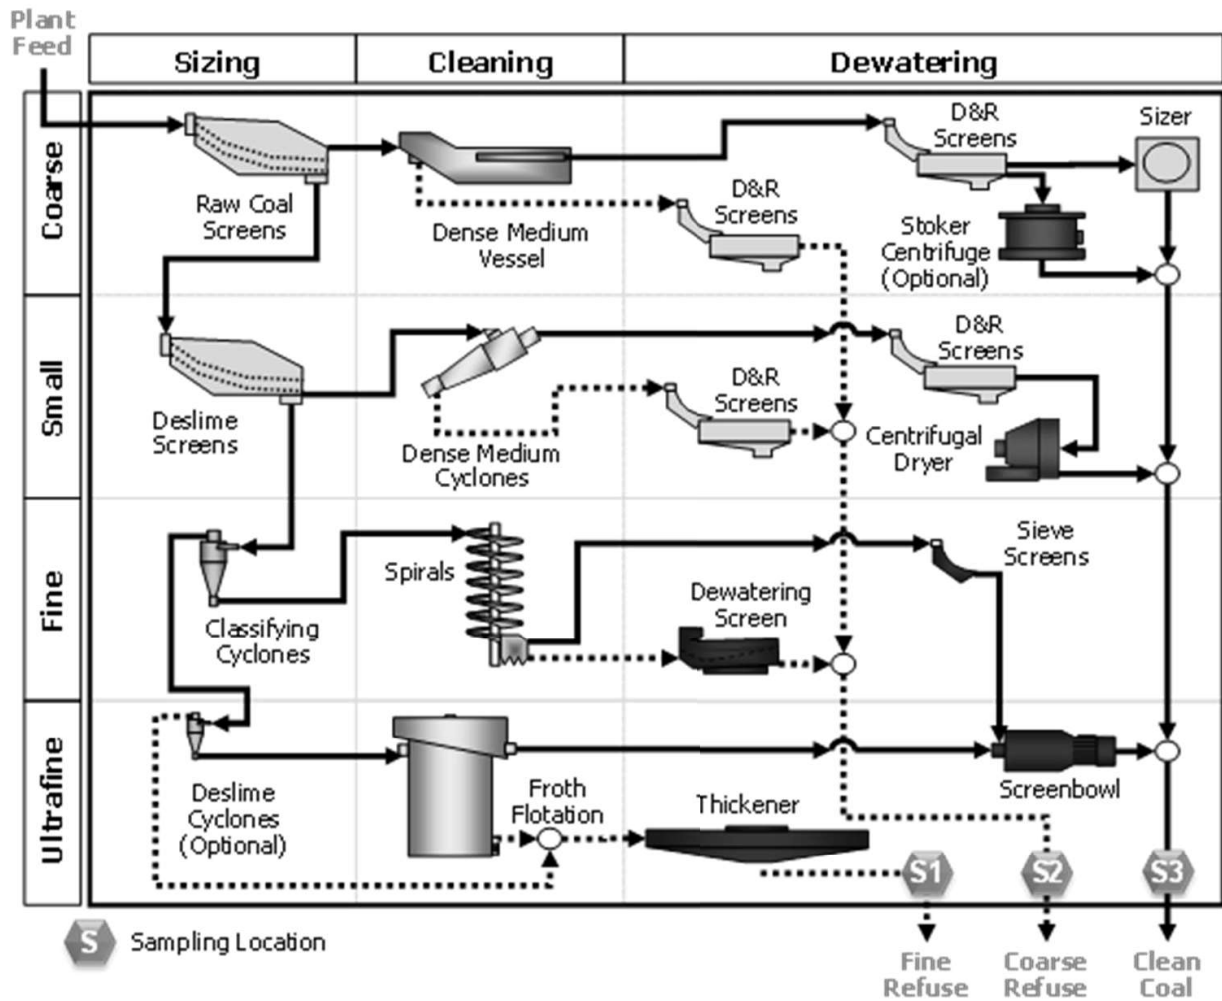 Plant
Feed
Sizing
Cleaning
Dewatering
Coarse
Raw Coal
Screens
Dense Medium
Vessel
D&R
Screens
D&R
Screens
Sizer
Stoker
Centrifuge
(Optional)
Small
Deslime
Screens
Dense Medium
Cyclones
D&R
Screens
D&R
Screens
Centrifugal
Dryer
Fine
Classifying
Cyclones
Spirals
Dewatering
Screen
Sieve
Screens
Ultrafine
Deslime
Cyclones
(Optional)
Froth
Flotation
Thickener
Screenbowl
S1
S2
S3
S
Sampling Location
Fine
Refuse
Coarse
Refuse
Clean
Coal